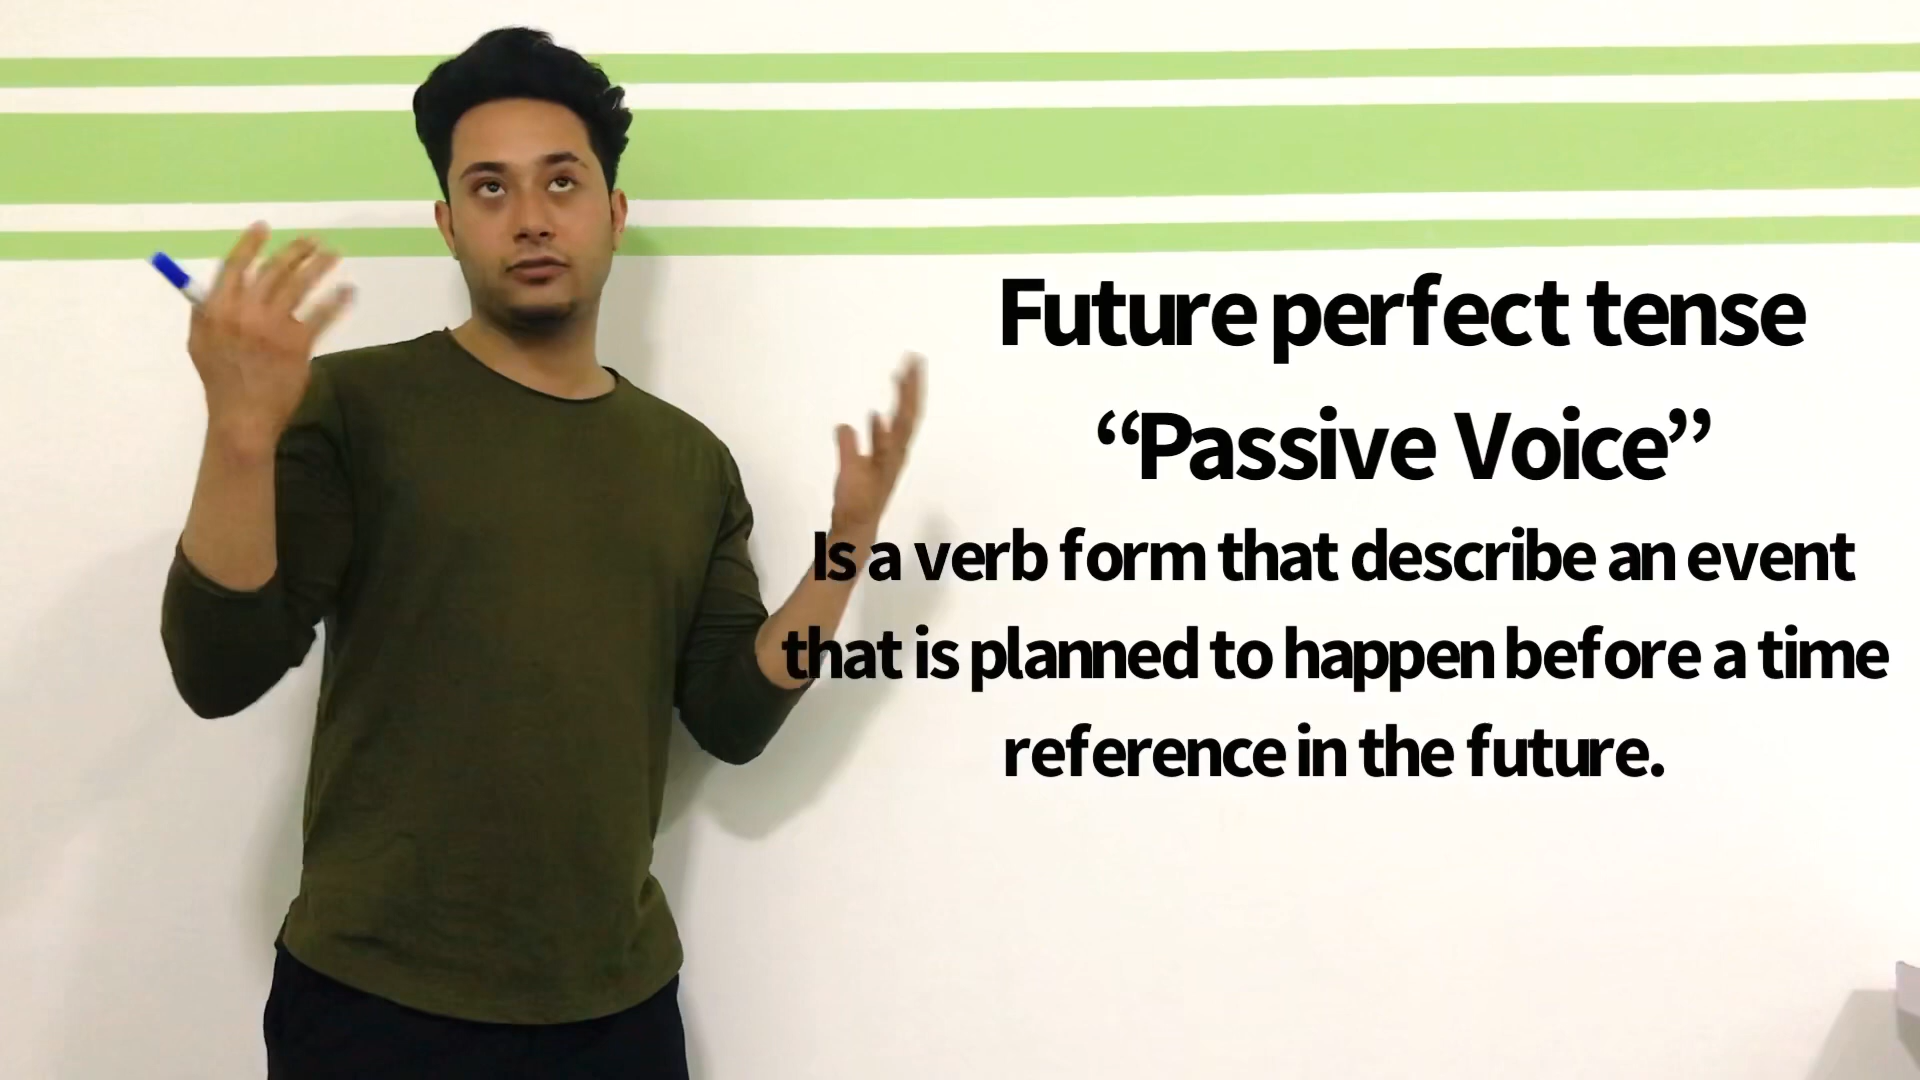 Future perfect tense
“Passive Voice”
Is a verb form that describe an event
that is planned to happen before a time
reference in the future.